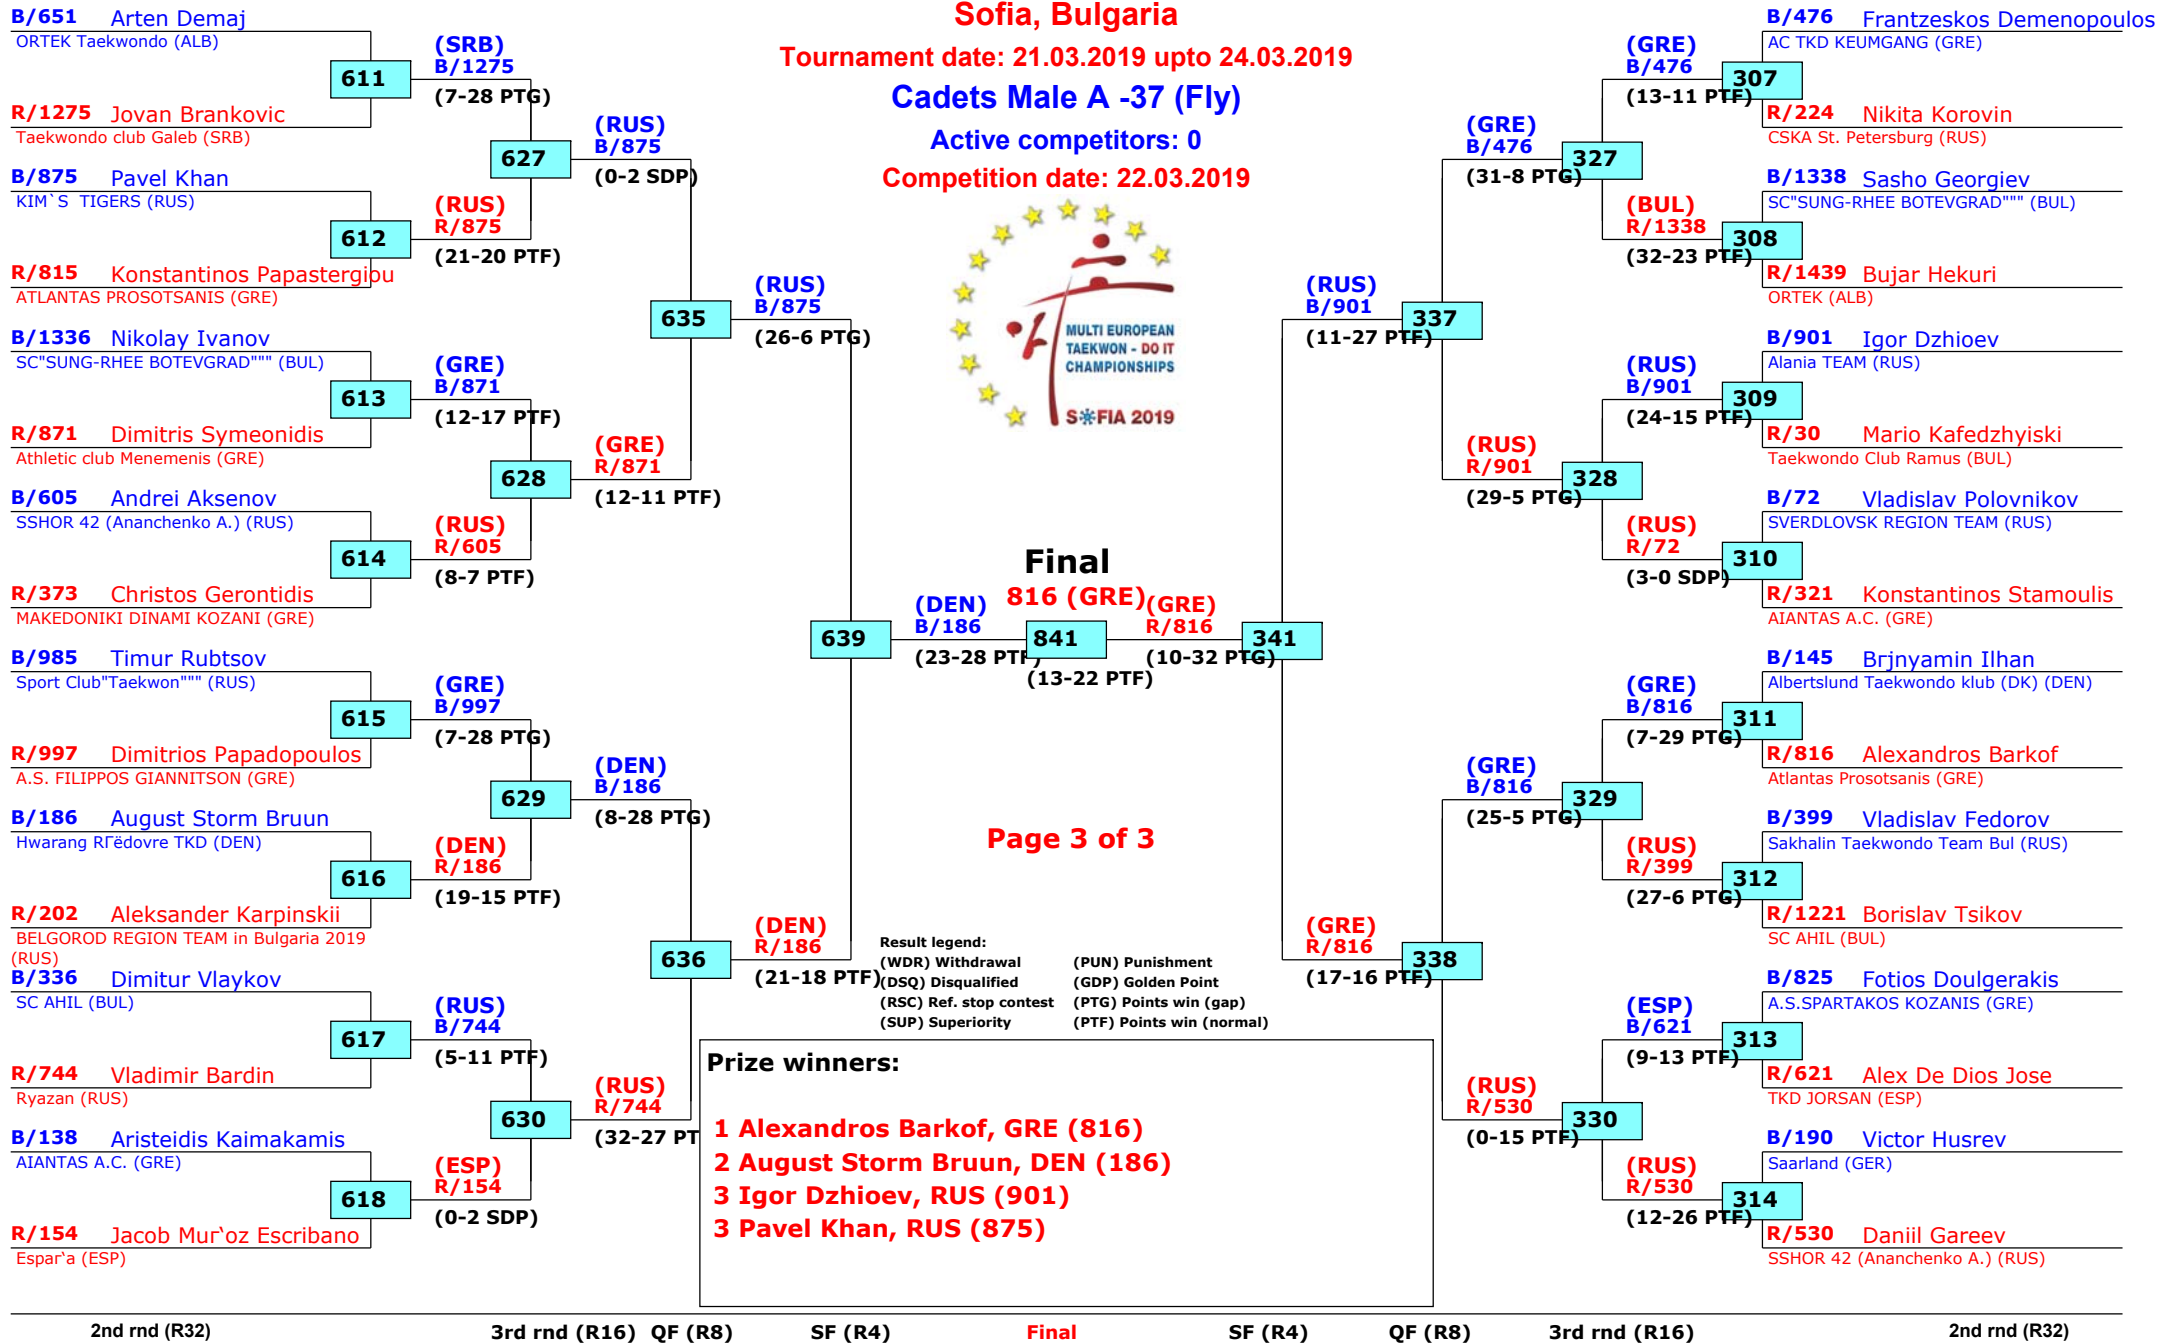 Sofia, Bulgaria
Tournament date: 21.03.2019 upto 24.03.2019
Cadets Male A -37 (Fly)
Active competitors: 0
Competition date: 22.03.2019
MULTI EUROPEAN
TAEKWON - DO IT
CHAMPIONSHIPS
S FIA 2019
B/651 Arten Demaj
ORTEK Taekwondo (ALB)
611
R/1275 Jovan Brankovic
Taekwondo club Galeb (SRB)
B/875 Pavel Khan
KIM`S TIGERS (RUS)
612
R/815 Konstantinos Papastergiou
ATLANTAS PROSOTSANIS (GRE)
B/1336 Nikolay Ivanov
SC"SUNG-RHEE BOTEVGRAD""" (BUL)
613
R/871 Dimitris Symeonidis
Athletic club Menemenis (GRE)
B/605 Andrei Aksenov
SSHOR 42 (Ananchenko A.) (RUS)
614
R/373 Christos Gerontidis
MAKEDONIKI DINAMI KOZANI (GRE)
B/985 Timur Rubtsov
Sport Club"Taekwon""" (RUS)
615
R/997 Dimitrios Papadopoulos
A.S. FILIPPOS GIANNITSON (GRE)
B/186 August Storm Bruun
Hwarang RГёdovre TKD (DEN)
616
R/202 Aleksander Karpinskii
BELGOROD REGION TEAM in Bulgaria 2019
(RUS)
B/336 Dimitur Vlaykov
SC AHIL (BUL)
617
R/744 Vladimir Bardin
Ryazan (RUS)
B/138 Aristeidis Kaimakamis
AIANTAS A.C. (GRE)
618
R/154 Jacob Mur‘oz Escribano
Espar‘a (ESP)
(SRB)
B/1275
(7-28 PTG)
627
(RUS)
R/875
(21-20 PTF)
(GRE)
B/871
(12-17 PTF)
628
(RUS)
R/605
(8-7 PTF)
(GRE)
B/997
(7-28 PTG)
629
(DEN)
R/186
(19-15 PTF)
(RUS)
B/744
(5-11 PTF)
630
(ESP)
R/154
(0-2 SDP)
(RUS)
B/875
(0-2 SDP)
635
(GRE)
R/871
(12-11 PTF)
(DEN)
B/186
(8-28 PTG)
636
(RUS)
R/744
(32-27 PT
(RUS)
B/875
(26-6 PTG)
639
(DEN)
R/186
(21-18 PTF)
Final
816 (GRE)
(DEN)
B/186
(23-28 PTF)
841
(13-22 PTF)
(GRE)
R/816
(10-32 PTG)
341
(RUS)
B/901
(11-27 PTF)
337
(GRE)
R/816
(17-16 PTF)
338
(GRE)
B/476
(31-8 PTG)
327
(RUS)
R/901
(29-5 PTG)
328
(GRE)
B/816
(25-5 PTG)
329
(RUS)
R/530
(0-15 PTF)
330
(GRE)
B/476
(13-11 PTF)
307
(BUL)
R/1338
(32-23 PTF)
308
(RUS)
B/901
(24-15 PTF)
309
(RUS)
R/72
(3-0 SDP)
310
(GRE)
B/816
(7-29 PTG)
311
(RUS)
R/399
(27-6 PTG)
312
(ESP)
B/621
(9-13 PTF)
313
(RUS)
R/530
(12-26 PTF)
314
B/476 Frantzeskos Demenopoulos
AC TKD KEUMGANG (GRE)
R/224 Nikita Korovin
CSKA St. Petersburg (RUS)
B/1338 Sasho Georgiev
SC"SUNG-RHEE BOTEVGRAD""" (BUL)
R/1439 Bujar Hekuri
ORTEK (ALB)
B/901 Igor Dzhioev
Alania TEAM (RUS)
R/30 Mario Kafedzhyiski
Taekwondo Club Ramus (BUL)
B/72 Vladislav Polovnikov
SVERDLOVSK REGION TEAM (RUS)
R/321 Konstantinos Stamoulis
AIANTAS A.C. (GRE)
B/145 Brjnyamin Ilhan
Albertslund Taekwondo klub (DK) (DEN)
R/816 Alexandros Barkof
Atlantas Prosotsanis (GRE)
B/399 Vladislav Fedorov
Sakhalin Taekwondo Team Bul (RUS)
R/1221 Borislav Tsikov
SC AHIL (BUL)
B/825 Fotios Doulgerakis
A.S.SPARTAKOS KOZANIS (GRE)
R/621 Alex De Dios Jose
TKD JORSAN (ESP)
B/190 Victor Husrev
Saarland (GER)
R/530 Daniil Gareev
SSHOR 42 (Ananchenko A.) (RUS)
Page 3 of 3
Result legend:
(WDR) Withdrawal (PUN) Punishment
(DSQ) Disqualified (GDP) Golden Point
(RSC) Ref. stop contest (PTG) Points win (gap)
(SUP) Superiority (PTF) Points win (normal)
Prize winners:
1 Alexandros Barkof, GRE (816)
2 August Storm Bruun, DEN (186)
3 Igor Dzhioev, RUS (901)
3 Pavel Khan, RUS (875)
2nd rnd (R32) 3rd rnd (R16) QF (R8) SF (R4) Final SF (R4) QF (R8) 3rd rnd (R16) 2nd rnd (R32)